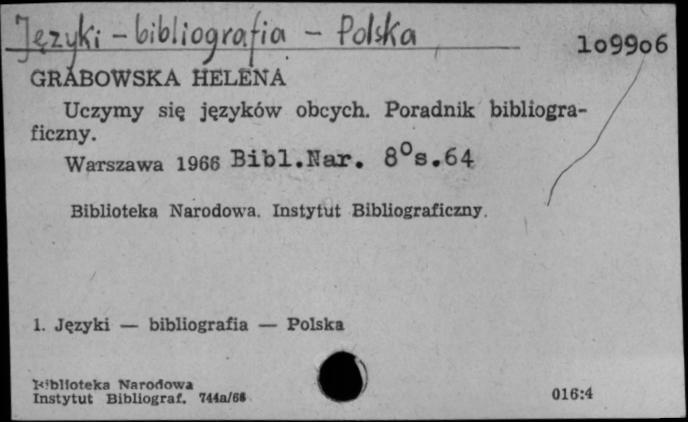 Języki - bibliografia - Polska
109906
GRABOWSKA HELENA
Uczymy się języków obcych. Poradnik bibliogra-
ficzny.
Warszawa 1966 Bibl.Nar. 8°s.64
Biblioteka Narodowa. Instytut Bibliograficzny.
1. Języki — bibliografia — Polska
Biblioteka Narodowa
Instytut Bibliograf. 744a/68
016:4